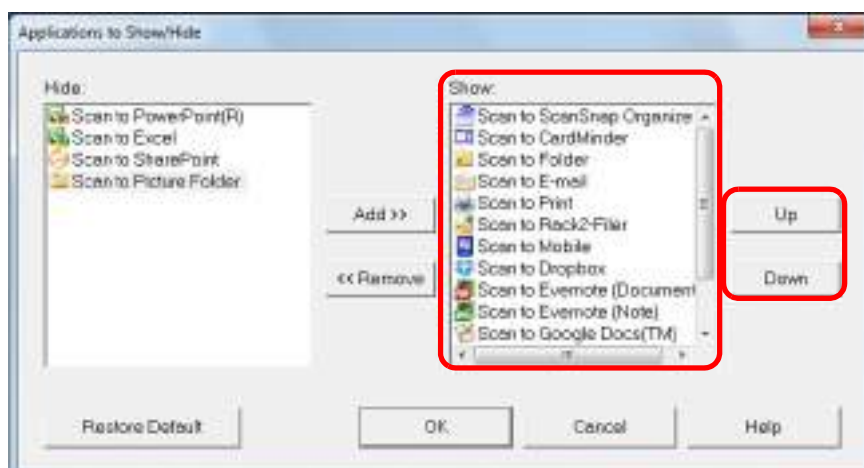 Applications to Show/Hide
Hide:
Scan to PowerPoint(R)
Scan to Excel
Scan to SharePoint
Scan to Picture Folder
Add >>
<< Remove
Show:
Scan to ScanSnap Organize
Scan to CardMinder
Scan to Folder
Scan to E-mail
Scan to Print
Scan to Rack2-Filer
Scan to Mobile
Scan to Dropbox
Scan to Evernote (Document
Scan to Evernote (Note)
Scan to Google Docs(TM)
Up
Down
Restore Default
OK
Cancel
Help